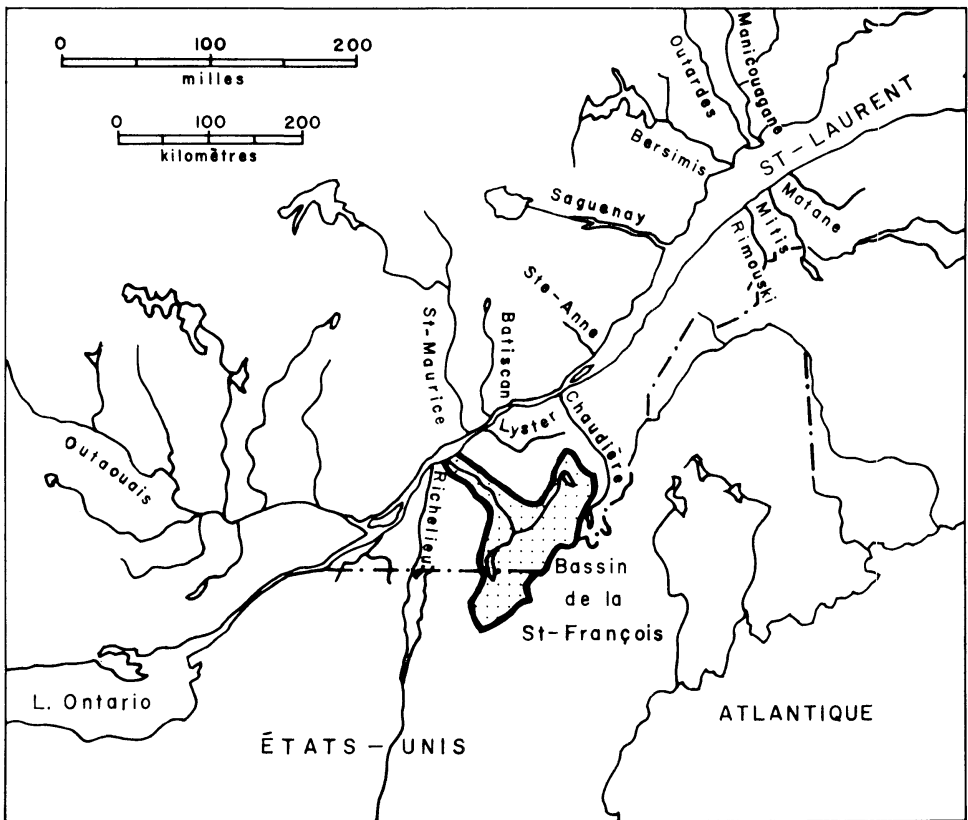 0 100 200
milles
0 100 200
kilomètres
Outardes
Manicouagane
ST-LAURENT
Bersimis
Saguenay
Matane
Mitis
Rimouski
Ste-Anne
St-Maurice
Batiscan
Chaudière
Lyster
Outaouais
Richelieu
Bassin
de la
St-François
L. Ontario
ATLANTIQUE
ÉTATS-UNIS